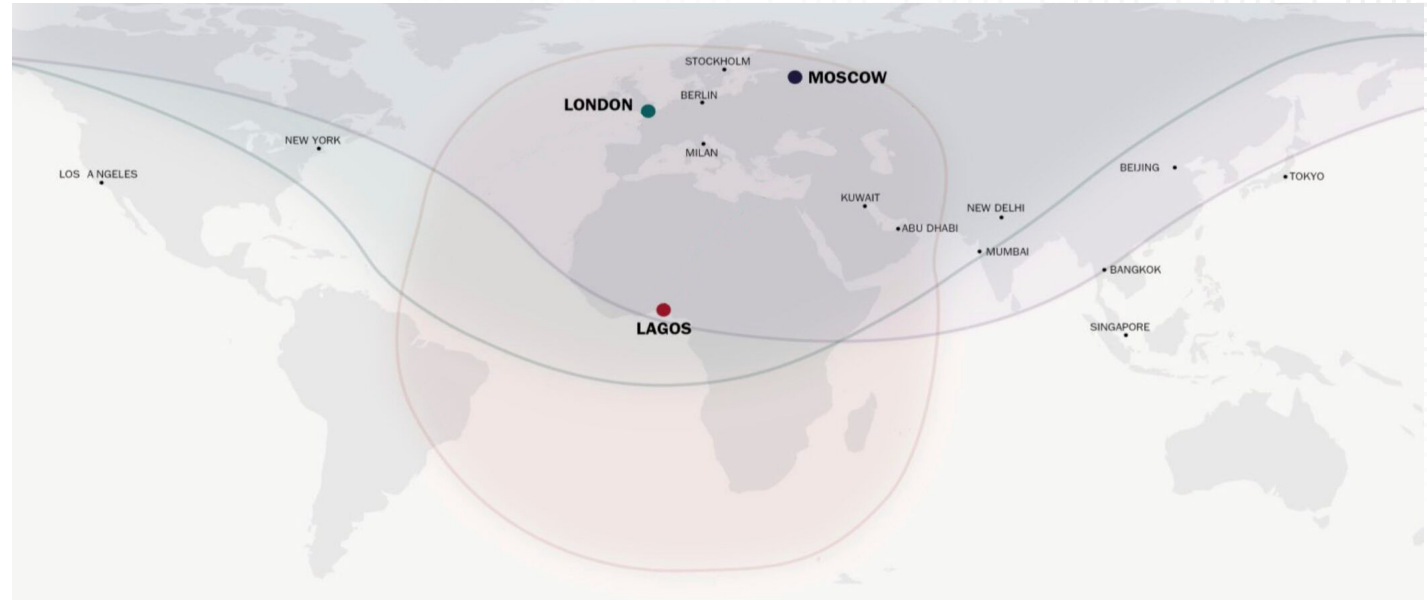 STOCKHOLM
MOSCOW
BERLIN
LONDON
NEW YORK
MILAN
BEIJING
LOS A NGELES
TOKYO
KUWAIT
NEW DELHI
ABU DHABI
MUMBAI
BANGKOK
LAGOS
SINGAPORE